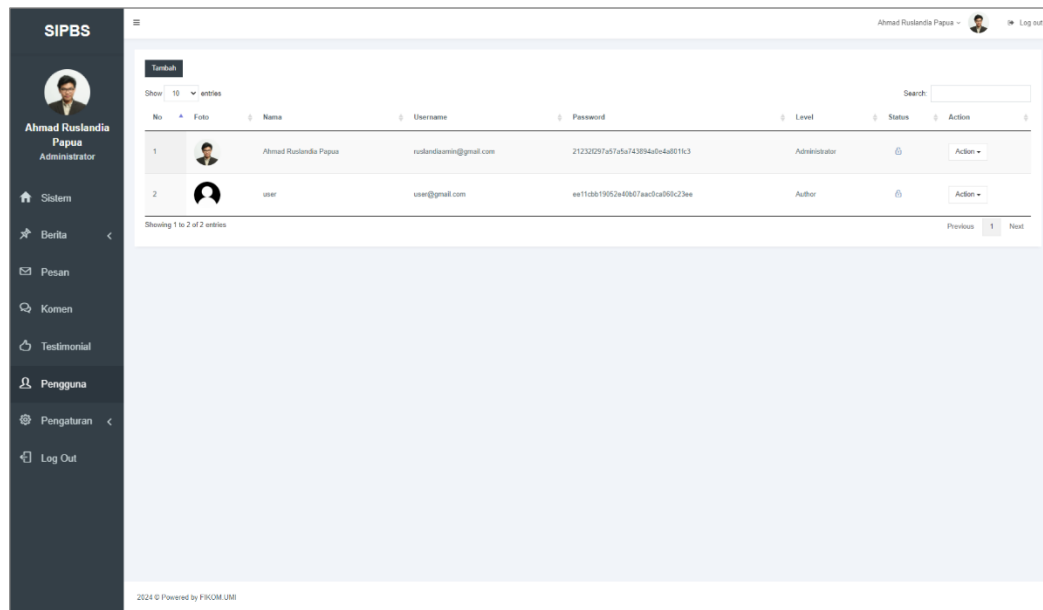 SIPBS
Ahmad Ruslandia Papua
Log out
Ahmad Ruslandia
Papua
Administrator
Sistem
Berita
Pesan
Komen
Testimonial
Pengguna
Pengaturan
Log Out
Tambah
Show 10 entries
Search:
No Foto Nama Username Password Level Status Action
1 Ahmad Ruslandia Papua ruslandiaamin@gmail.com 21232f297a57a5a743894a0e4a801fc3 Administrator Action
2 user user@gmail.com ee11cbb19052e40b07aac0ca060c23ee Author Action
Showing 1 to 2 of 2 entries
Previous 1 Next
2024 © Powered by FIKOM.UMI